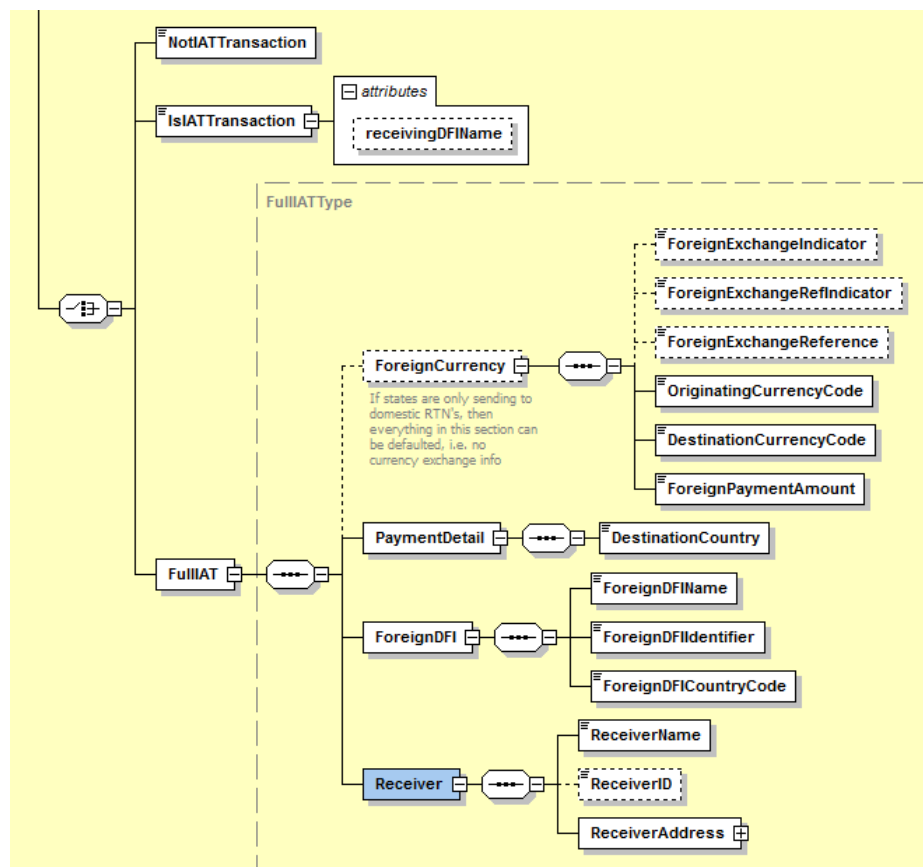 NotIATTransaction
attributes
IsIATTransaction
receivingDFIName
FullIATType
ForeignExchangeIndicator
ForeignExchangeRefIndicator
ForeignExchangeReference
ForeignCurrency
If states are only sending to
domestic RTN's, then
everything in this section can
be defaulted, i.e. no
currency exchange info
OriginatingCurrencyCode
DestinationCurrencyCode
ForeignPaymentAmount
PaymentDetail
DestinationCountry
FullIAT
ForeignDFI
ForeignDFIName
ForeignDFIIdentifier
ForeignDFICountryCode
Receiver
ReceiverName
ReceiverID
ReceiverAddress